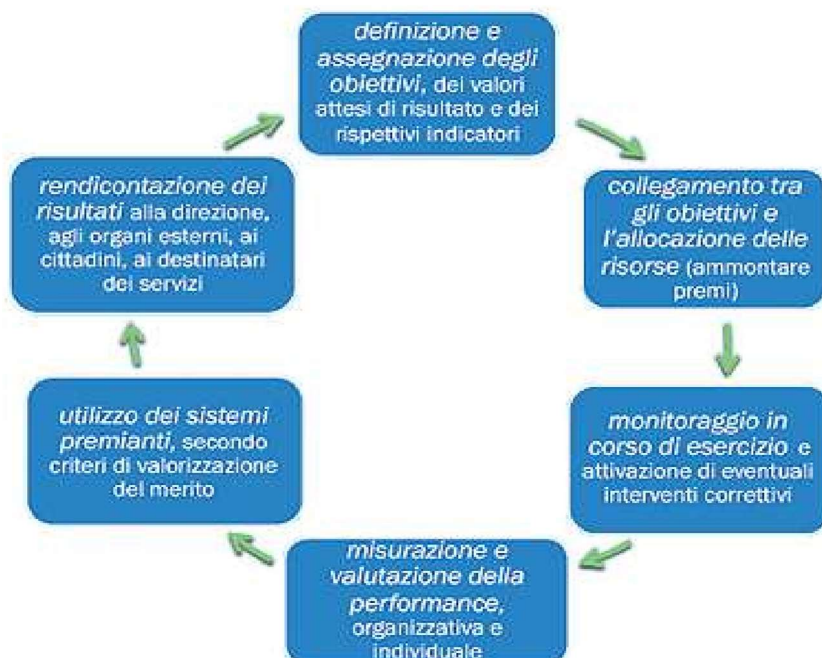 definizione e
assegnazione degli
obiettivi, dei valori
attesi di risultato e dei
rispettivi indicatori
collegamento tra
gli obiettivi e
l'allocazione delle
risorse (ammontare
premi)
monitoraggio in
corso di esercizio e
attivazione di eventuali
interventi correttivi
misurazione e
valutazione della
performance,
organizzativa e
individuale
utilizzo dei sistemi
premianti, secondo
criteri di valorizzazione
del merito
rendicontazione dei
risultati alla direzione,
agli organi esterni, ai
cittadini, ai destinatari
dei servizi